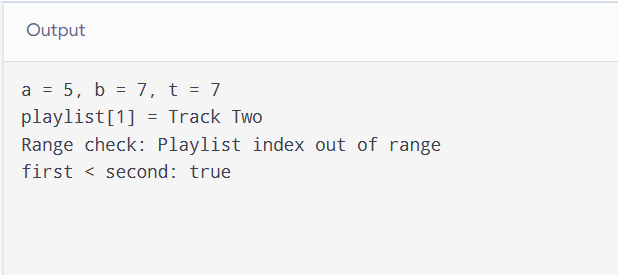 Output
a = 5, b = 7, t = 7
playlist[1] = Track Two
Range check: Playlist index out of range
first < second: true